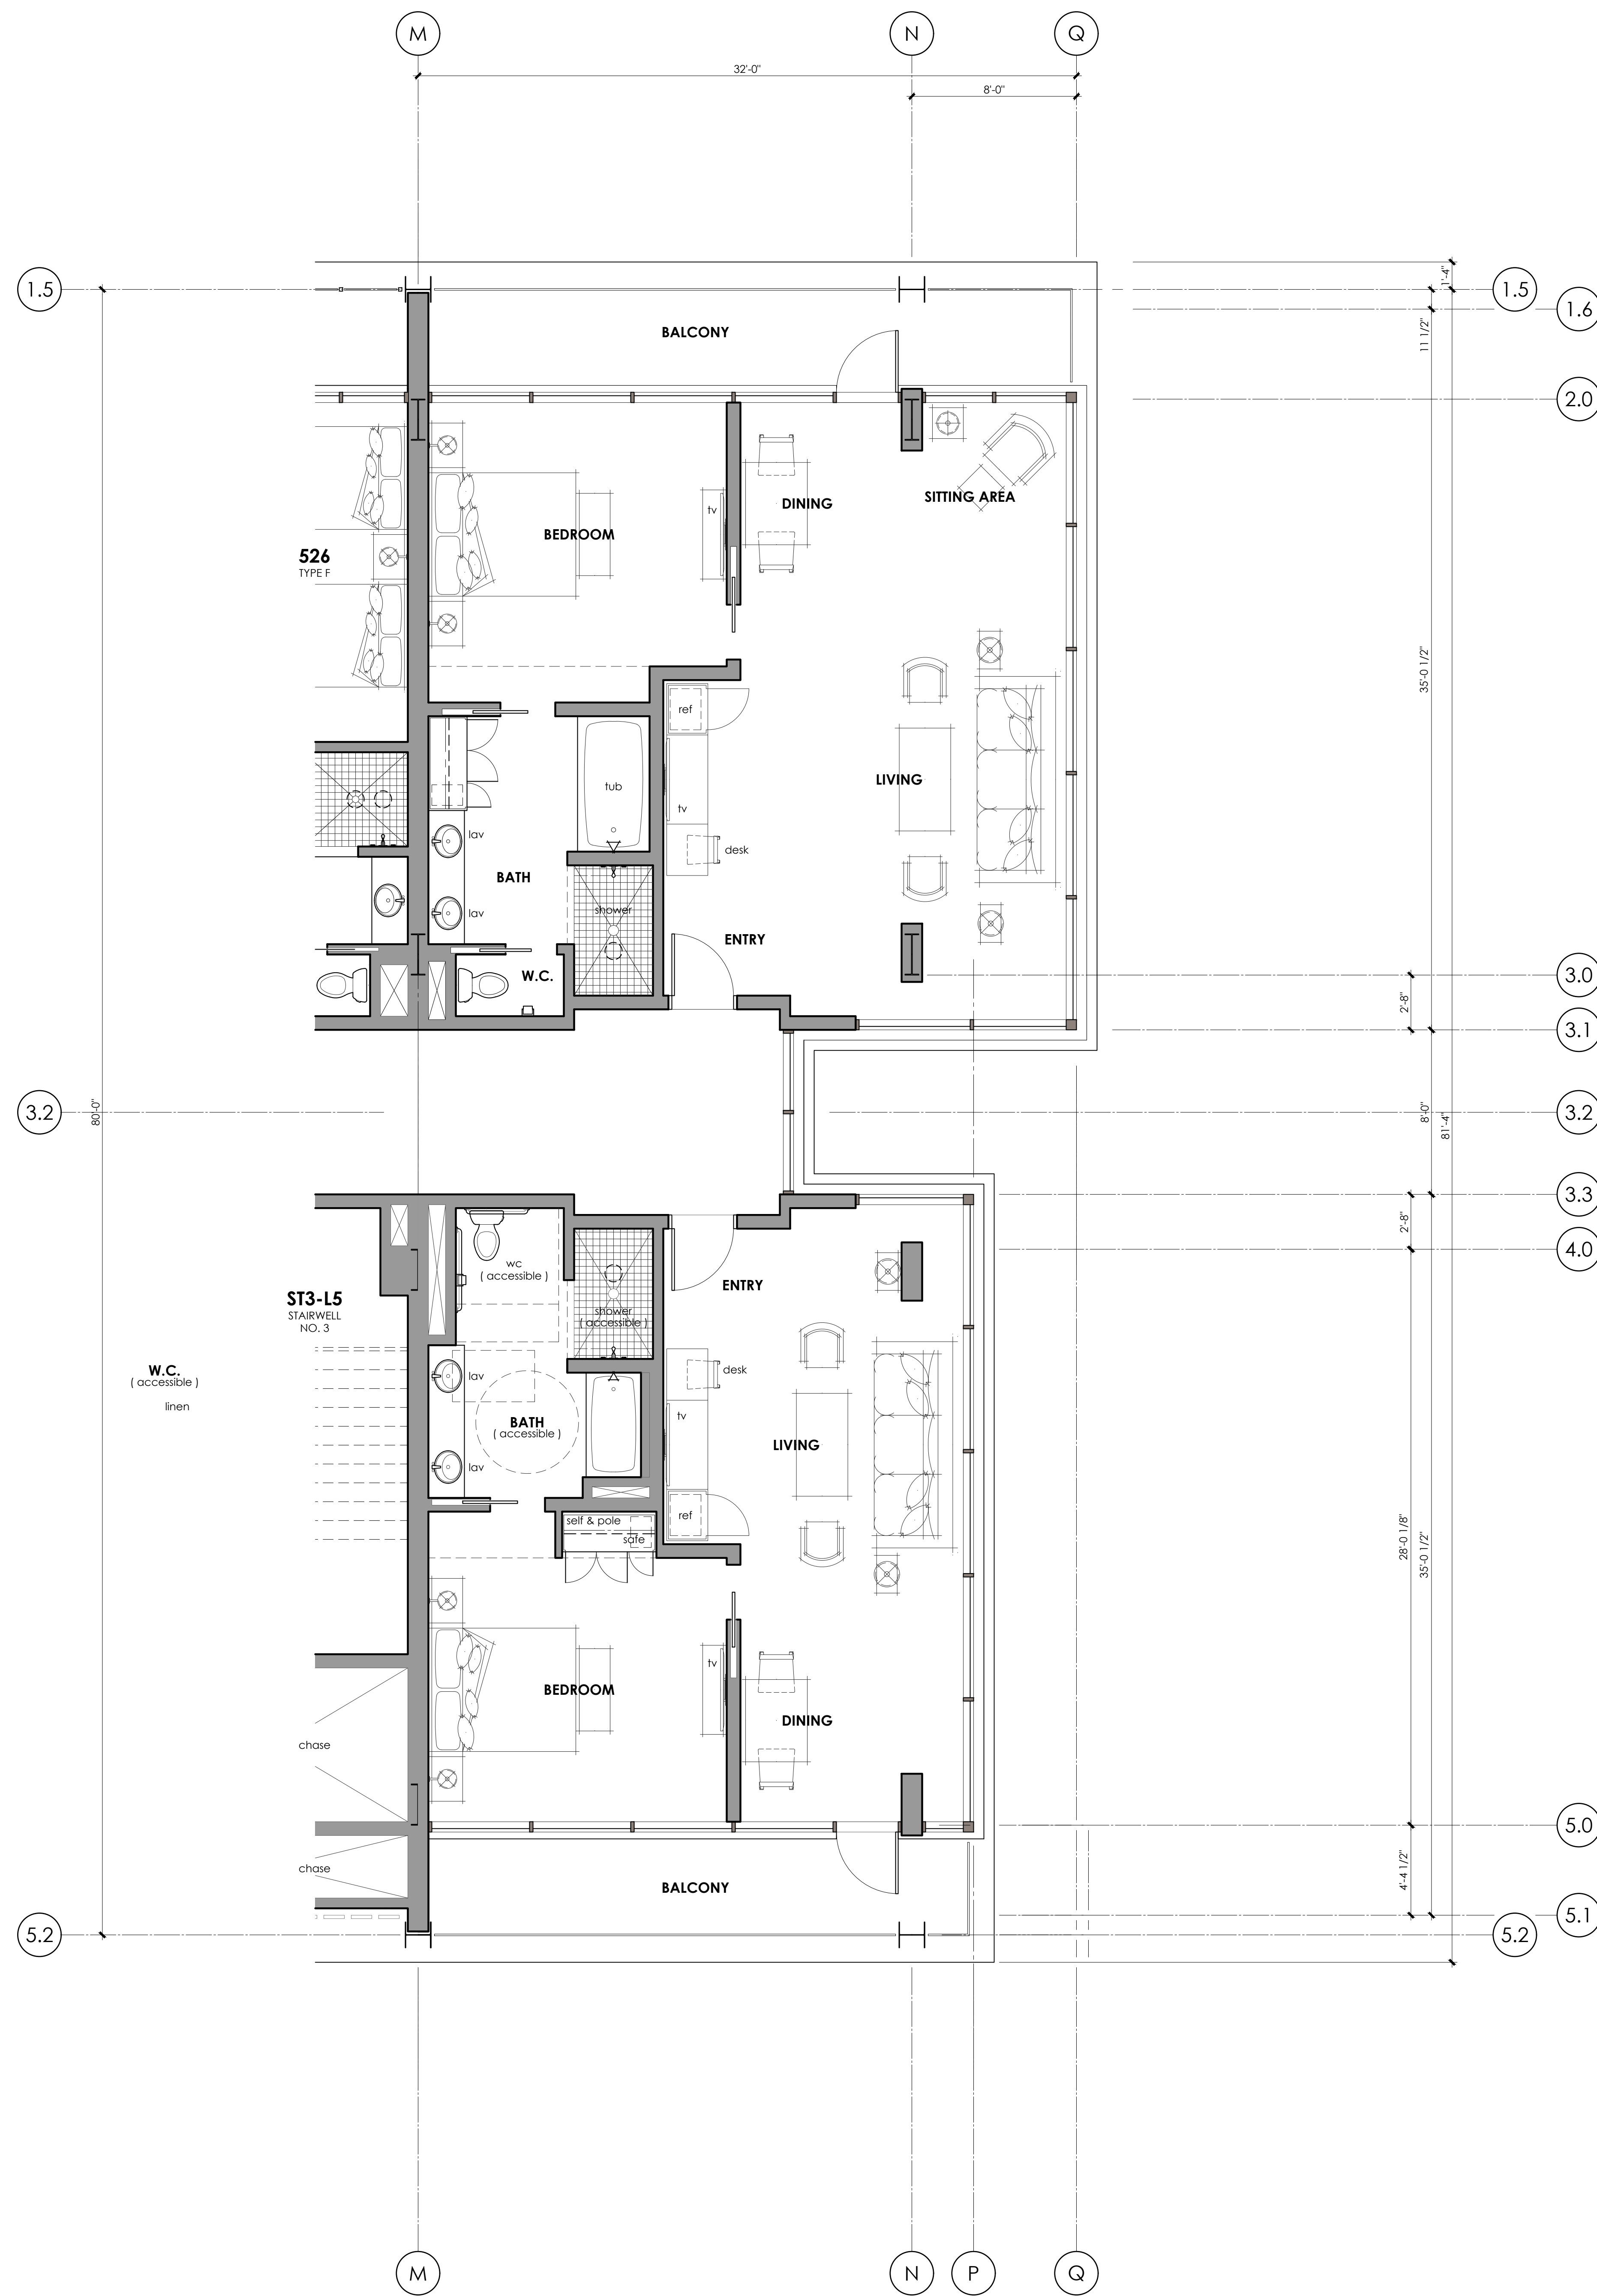 M
N
Q
32'-0"
8'-0"
1'-4"
1.5
1.5
1.6
11 1/2"
BALCONY
2.0
SITTING AREA
DINING
tv
BEDROOM
526
TYPE F
35'-0 1/2"
ref
LIVING
tub
tv
lav
desk
BATH
lav
shower
ENTRY
W.C.
3.0
2'-8"
3.1
3.2
80'-0"
8'-0"
81'-4"
3.2
3.3
2'-8"
4.0
wc
( accessible )
ENTRY
ST3-L5
STAIRWELL
NO. 3
shower
( accessible )
W.C.
( accessible )
linen
lav
desk
tv
BATH
( accessible )
LIVING
lav
ref
self & pole
safe
28'-0 1/8"
35'-0 1/2"
tv
BEDROOM
DINING
chase
5.0
chase
BALCONY
4'-4 1/2"
5.1
5.2
5.2
M
N
P
Q